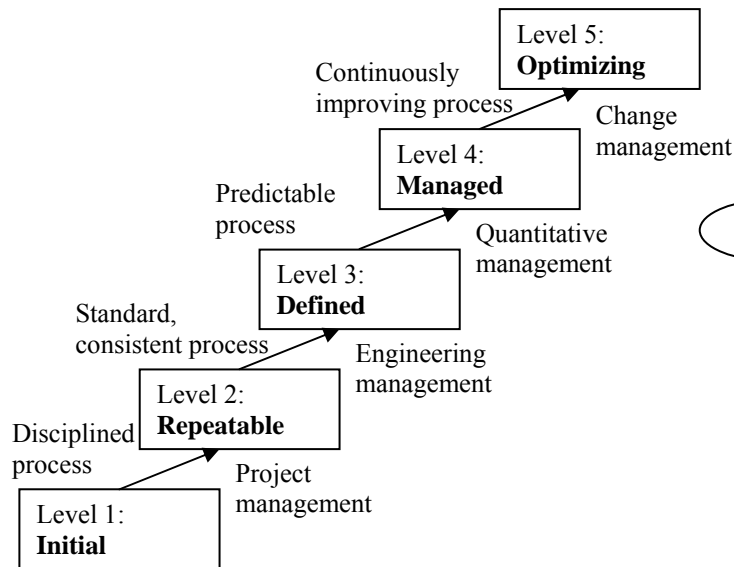 Level 5:
Optimizing
Continuously
improving process
Change
management
Level 4:
Managed
Predictable
process
Quantitative
management
Level 3:
Defined
Standard,
consistent process
Engineering
management
Level 2:
Repeatable
Disciplined
process
Project
management
Level 1:
Initial